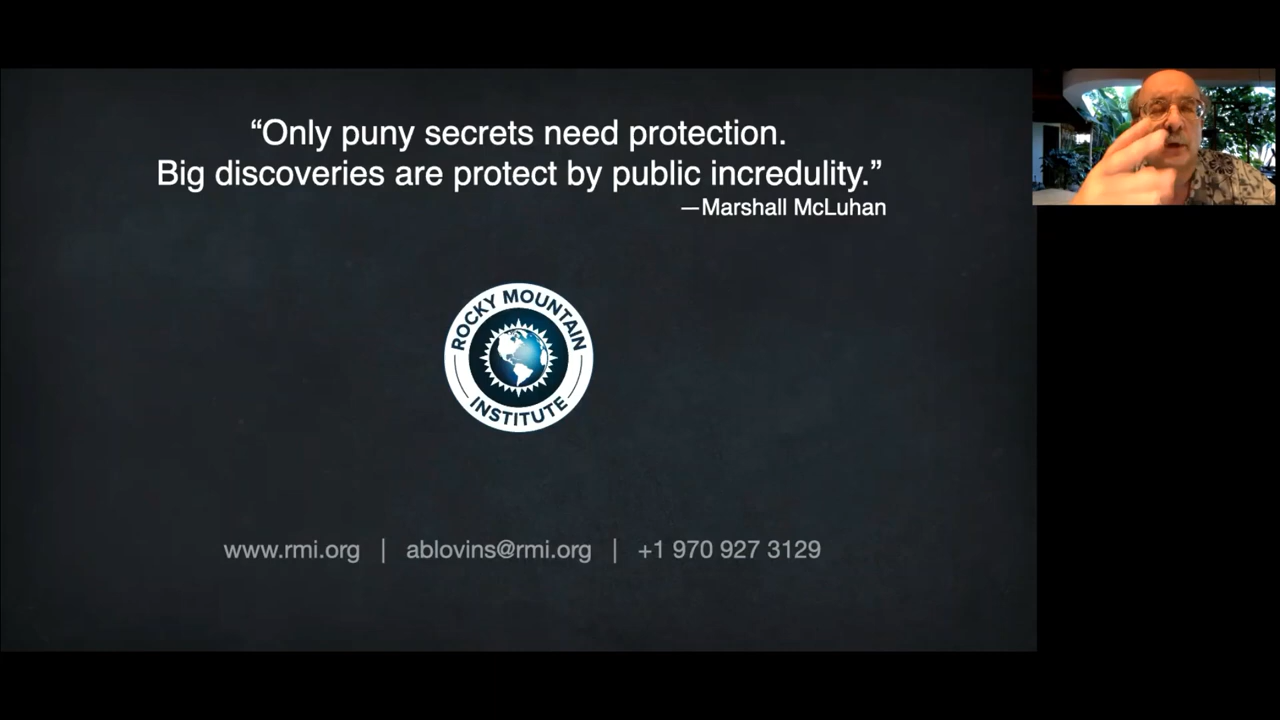 “Only puny secrets need protection.
Big discoveries are protect by public incredulity.”
—Marshall McLuhan
ROCKY MOUNTAIN
INSTITUTE
www.rmi.org | ablovins@rmi.org | +1 970 927 3129